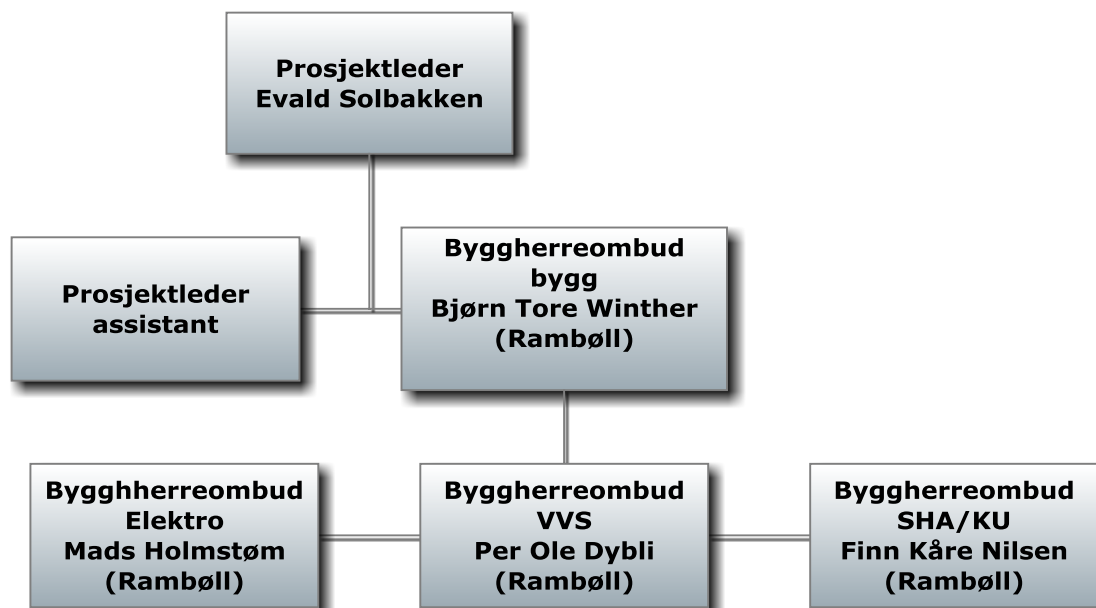 Prosjektleder
Evald Solbakken
Prosjektleder
assistant
Byggherreombud
bygg
Bjørn Tore Winther
(Rambøll)
Bygghherreombud
Elektro
Mads Holmstøm
(Rambøll)
Byggherreombud
VVS
Per Ole Dybli
(Rambøll)
Byggherreombud
SHA/KU
Finn Kåre Nilsen
(Rambøll)